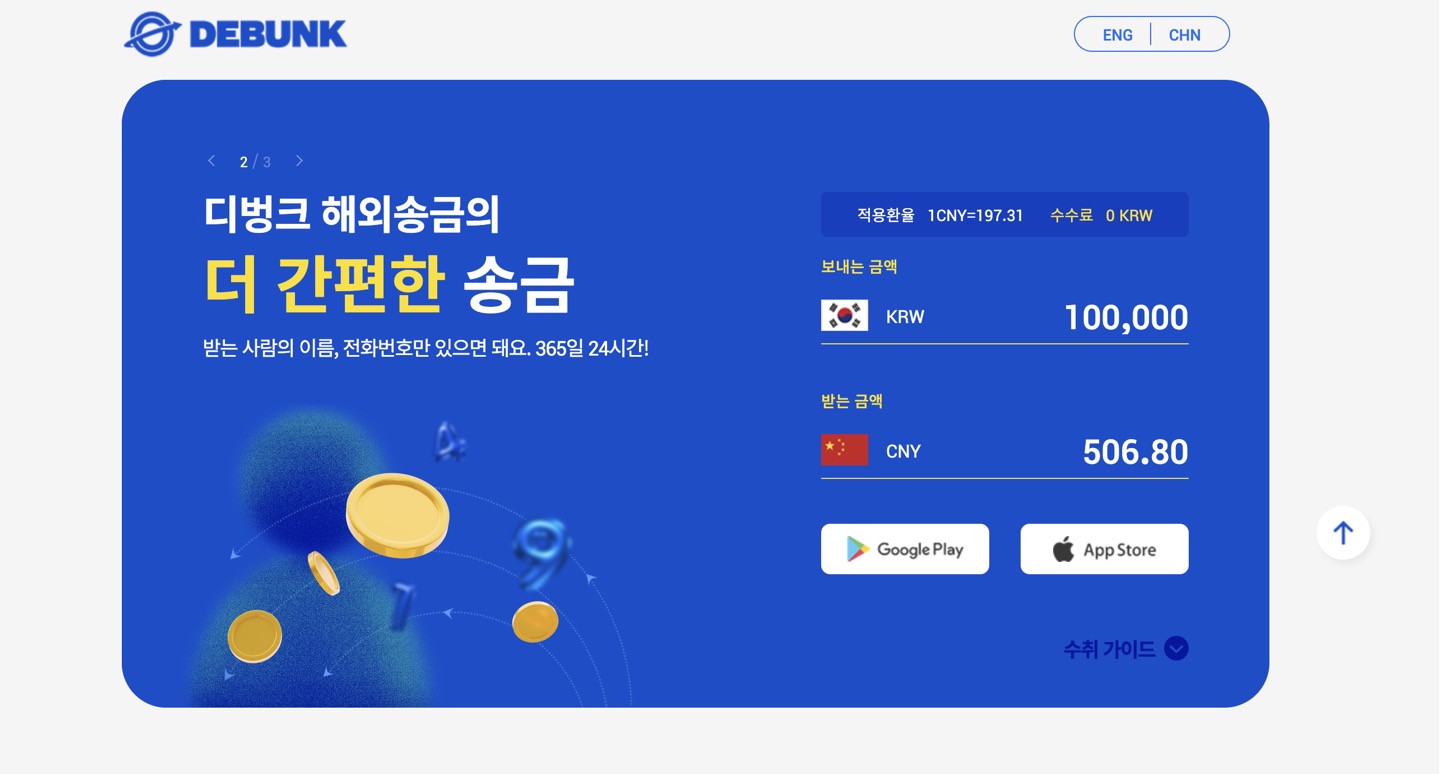 DEBUNK
ENG | CHN
2 / 3
디벙크 해외송금의
더 간편한 송금
받는 사람의 이름, 전화번호만 있으면 돼요. 365일 24시간!
적용환율 1CNY=197.31 수수료 0 KRW
보내는 금액
KRW 100,000
받는 금액
CNY 506.80
4
9
7
Google Play
App Store
수취 가이드